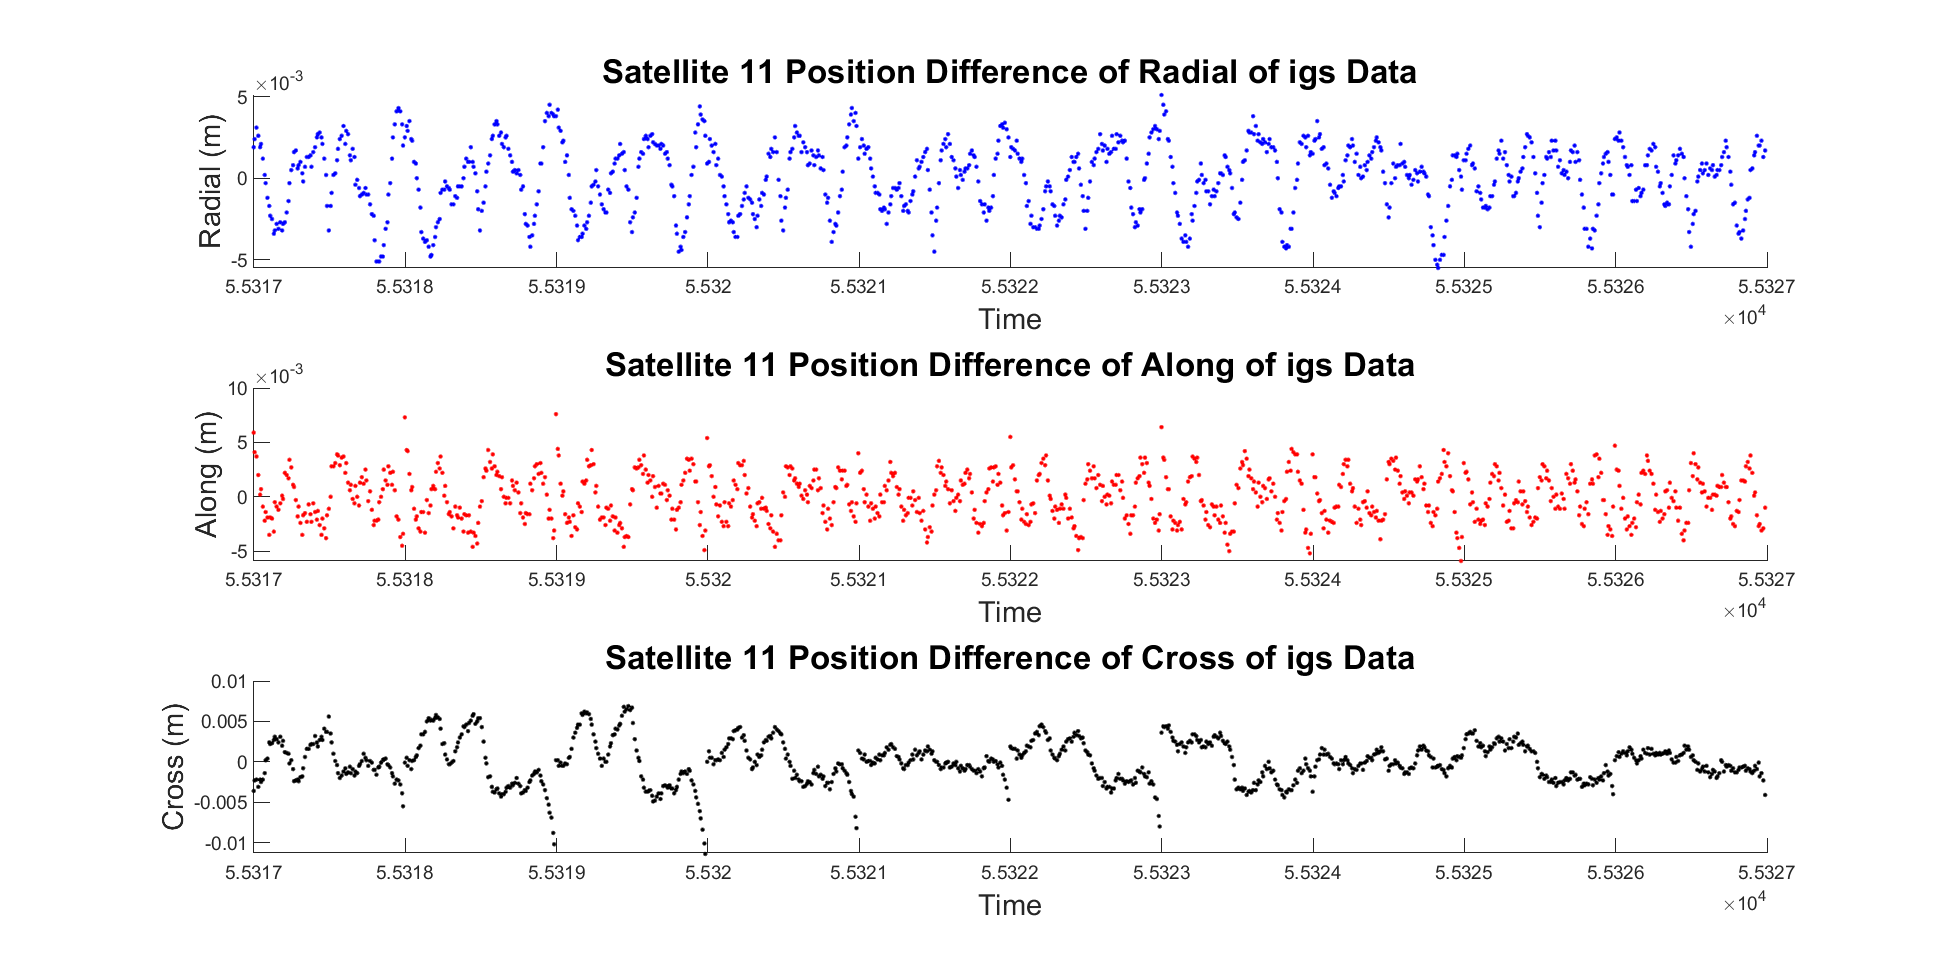 Satellite 11 Position Difference of Radial of igs Data
×10-3
5
0
-5
Radial (m)
5.5317 5.5318 5.5319 5.532 5.5321 5.5322 5.5323 5.5324 5.5325 5.5326 5.5327
Time
×104
Satellite 11 Position Difference of Along of igs Data
×10-3
10
5
0
-5
Along (m)
5.5317 5.5318 5.5319 5.532 5.5321 5.5322 5.5323 5.5324 5.5325 5.5326 5.5327
Time
×104
Satellite 11 Position Difference of Cross of igs Data
0.01
0.005
0
-0.005
-0.01
Cross (m)
5.5317 5.5318 5.5319 5.532 5.5321 5.5322 5.5323 5.5324 5.5325 5.5326 5.5327
Time
×104